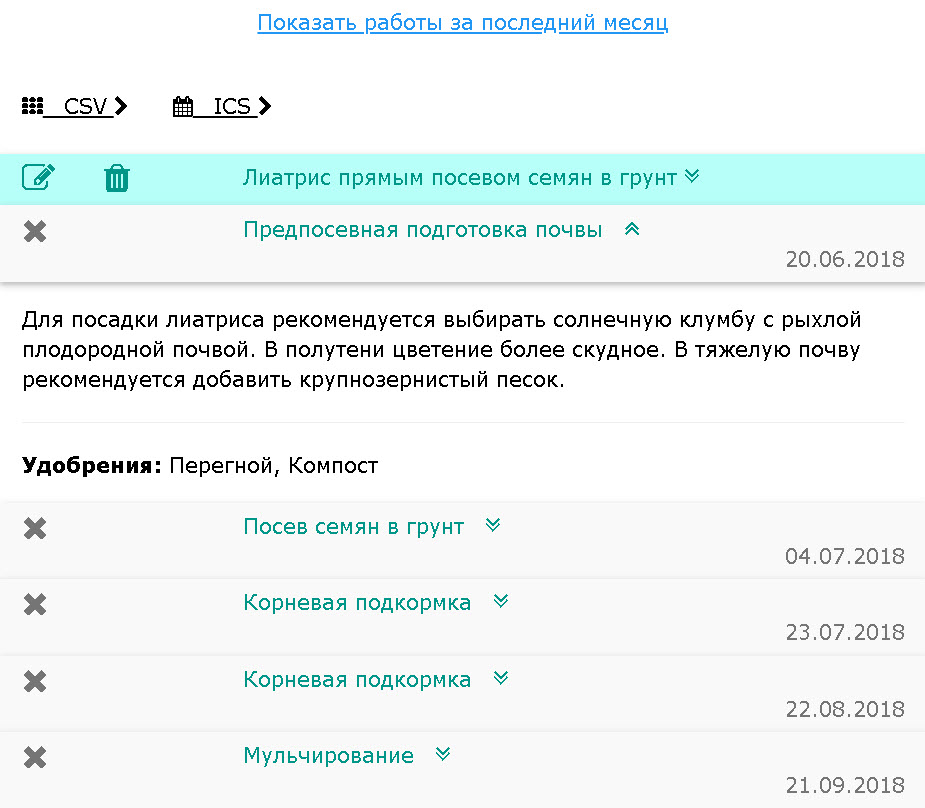 Показать работы за последний месяц
CSV ICS
Лиатрис прямым посевом семян в грунт
Предпосевная подготовка почвы
20.06.2018
Для посадки лиатриса рекомендуется выбирать солнечную клумбу с рыхлой
плодородной почвой. В полутени цветение более скудное. В тяжелую почву
рекомендуется добавить крупнозернистый песок.
Удобрения: Перегной, Компост
Посев семян в грунт
04.07.2018
Корневая подкормка
23.07.2018
Корневая подкормка
22.08.2018
Мульчирование
21.09.2018